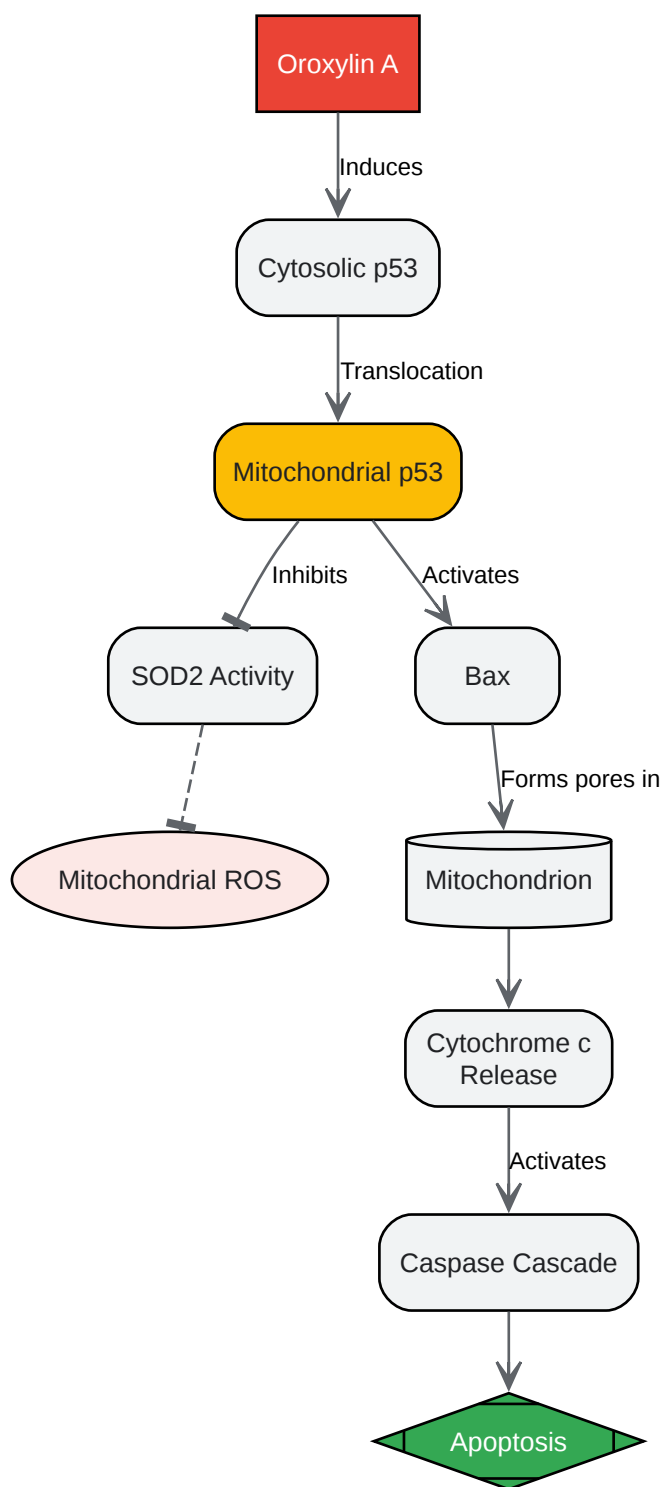 Oroxylin A
Induces
Cytosolic p53
Translocation
Mitochondrial p53
Inhibits
Activates
SOD2 Activity
Bax
Forms pores in
Mitochondrial ROS
Mitochondrion
Cytochrome c
Release
Activates
Caspase Cascade
Apoptosis